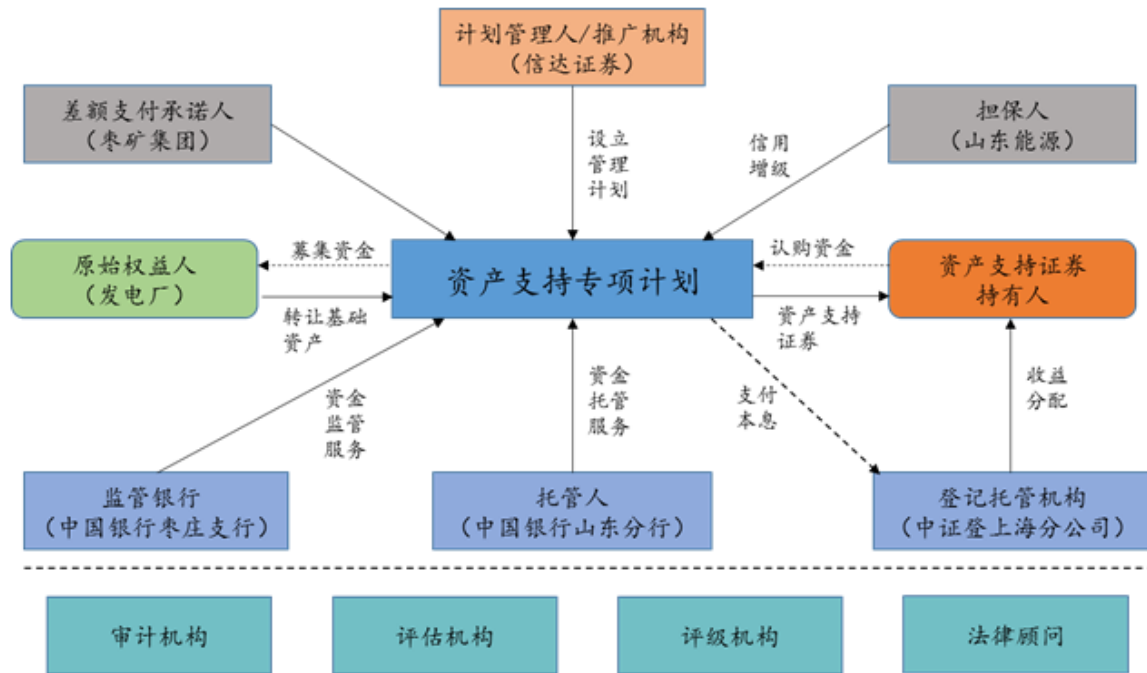 计划管理人/推广机构
（信达证券）
差额支付承诺人
（枣矿集团）
担保人
（山东能源）
设立
管理
计划
信用
增级
原始权益人
（发电厂）
募集资金
转让基础
资产
资产支持专项计划
认购资金
资产支持
证券
资产支持证券
持有人
资金
监管
服务
资金
托管
服务
支付
本息
收益
分配
监管银行
（中国银行枣庄支行）
托管人
（中国银行山东分行）
登记托管机构
（中证登上海分公司）
审计机构
评估机构
评级机构
法律顾问